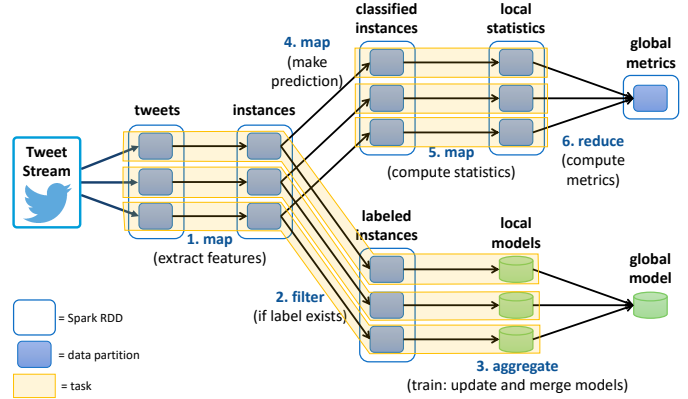 classified
instances
local
statistics
global
metrics
4. map
(make
prediction)
tweets
instances
Tweet
Stream
5. map
(compute statistics)
6. reduce
(compute
metrics)
1. map
(extract features)
labeled
instances
local
models
global
model
2. filter
(if label exists)
3. aggregate
(train: update and merge models)
= Spark RDD
= data partition
= task